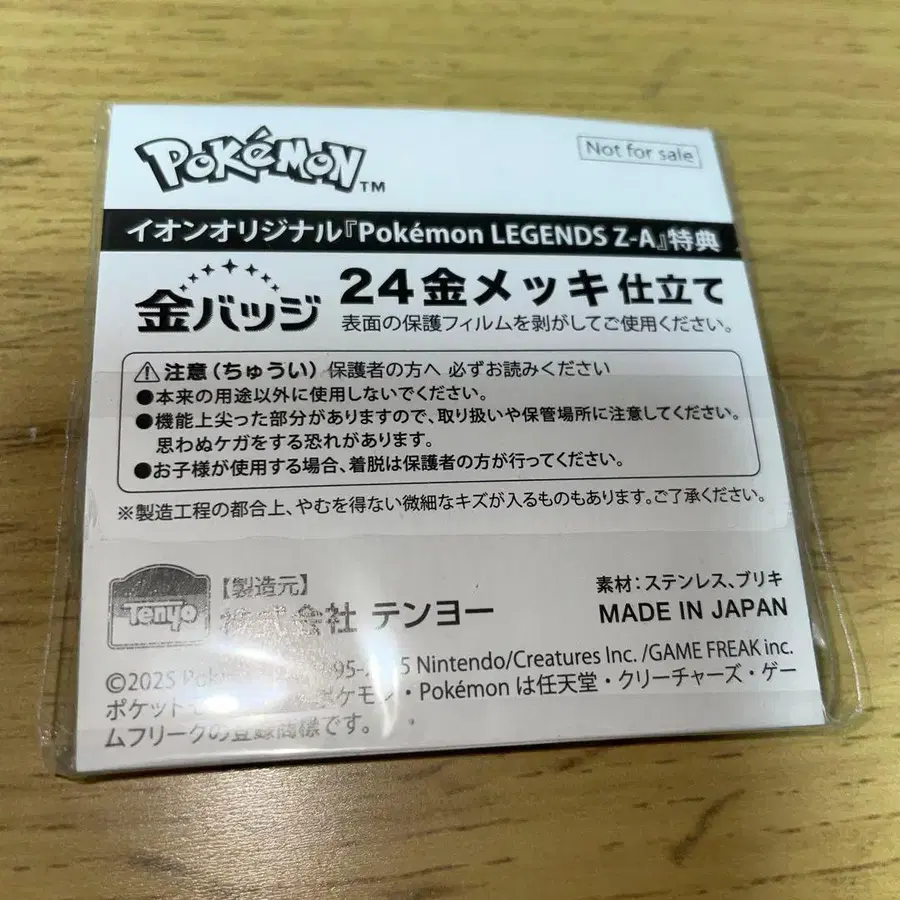 POKéMON TM
Not for sale
イオンオリジナル『Pokémon LEGENDS Z-A』特典
金バッジ
24金メッキ仕立て
表面の保護フィルムを剥がしてご使用ください。
⚠注意(ちゅうい) 保護者の方へ 必ずお読みください
●本来の用途以外に使用しないでください。
●機能上尖った部分がありますので、取り扱いや保管場所に注意してください。
思わぬケガをする恐れがあります。
●お子様が使用する場合、着脱は保護者の方が行ってください。
※製造工程の都合上、やむを得ない微細なキズが入るものもあります。ご了承ください。
Tenyo
【製造元】
株式会社 テンヨー
素材:ステンレス、ブリキ
MADE IN JAPAN
©2025 Nintendo/Creatures Inc. /GAME FREAK inc.
ポケット ポケモン・Pokémon は任天堂・クリーチャーズ・ゲー
ムフリークの登録商標です。